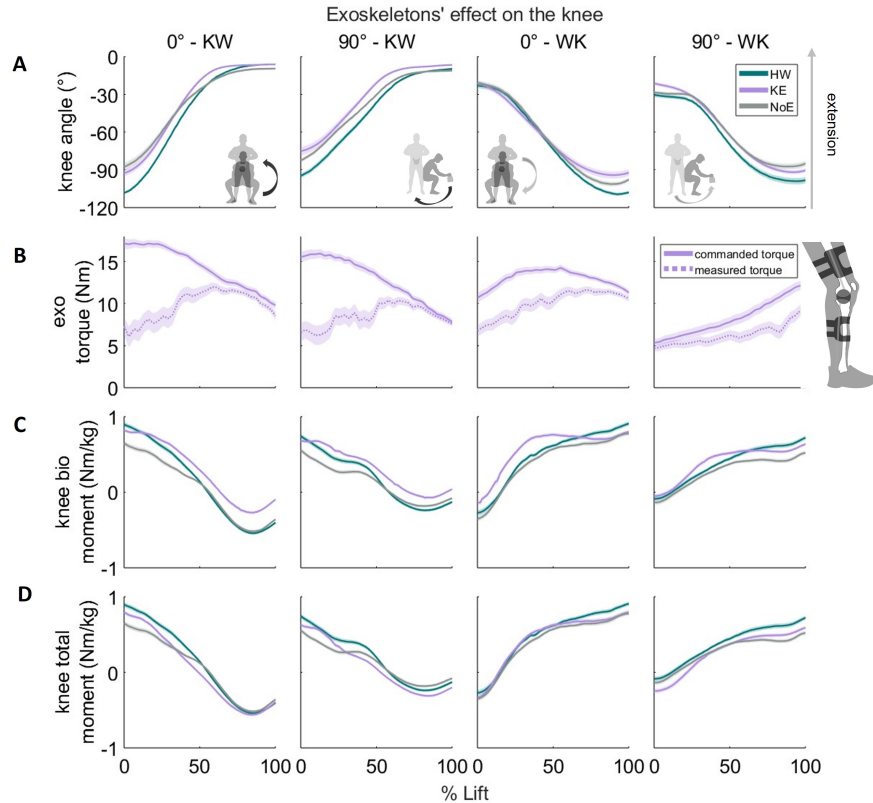 Exoskeletons' effect on the knee
0° - KW
90° - KW
0° - WK
90° - WK
A
knee angle (°)
0
-30
-60
-90
-120
HW
KE
NoE
extension
B
exo
torque (Nm)
15
10
5
0
commanded torque
measured torque
C
knee bio
moment (Nm/kg)
1
0
-1
D
knee total
moment (Nm/kg)
1
0
-1
0 50 100 0 50 100 0 50 100 0 50 100
% Lift